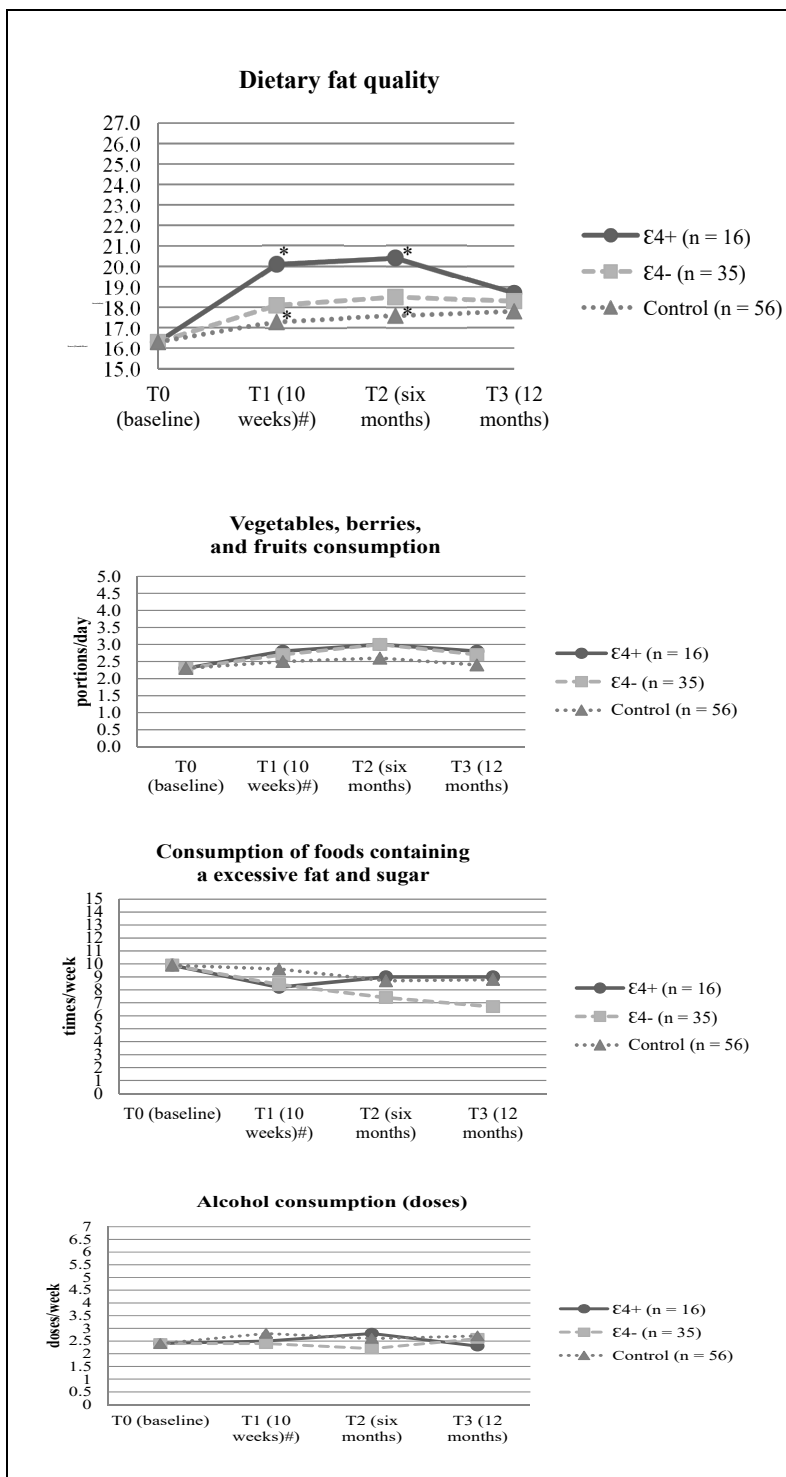 Dietary fat quality
27.0
26.0
25.0
24.0
23.0
22.0
21.0
20.0
19.0
18.0
17.0
16.0
15.0
* *
* *
T0 (baseline)
T1 (10 weeks)#)
T2 (six months)
T3 (12 months)
Ɛ4+ (n = 16)
Ɛ4- (n = 35)
Control (n = 56)
Vegetables, berries,
and fruits consumption
portions/day
5.0
4.5
4.0
3.5
3.0
2.5
2.0
1.5
1.0
0.5
0.0
T0 (baseline)
T1 (10 weeks)#)
T2 (six months)
T3 (12 months)
Ɛ4+ (n = 16)
Ɛ4- (n = 35)
Control (n = 56)
Consumption of foods containing
a excessive fat and sugar
times/week
15
14
13
12
11
10
9
8
7
6
5
4
3
2
1
0
T0 (baseline)
T1 (10 weeks)#)
T2 (six months)
T3 (12 months)
Ɛ4+ (n = 16)
Ɛ4- (n = 35)
Control (n = 56)
Alcohol consumption (doses)
doses/week
7
6.5
6
5.5
5
4.5
4
3.5
3
2.5
2
1.5
1
0.5
0
T0 (baseline)
T1 (10 weeks)#)
T2 (six months)
T3 (12 months)
Ɛ4+ (n = 16)
Ɛ4- (n = 35)
Control (n = 56)